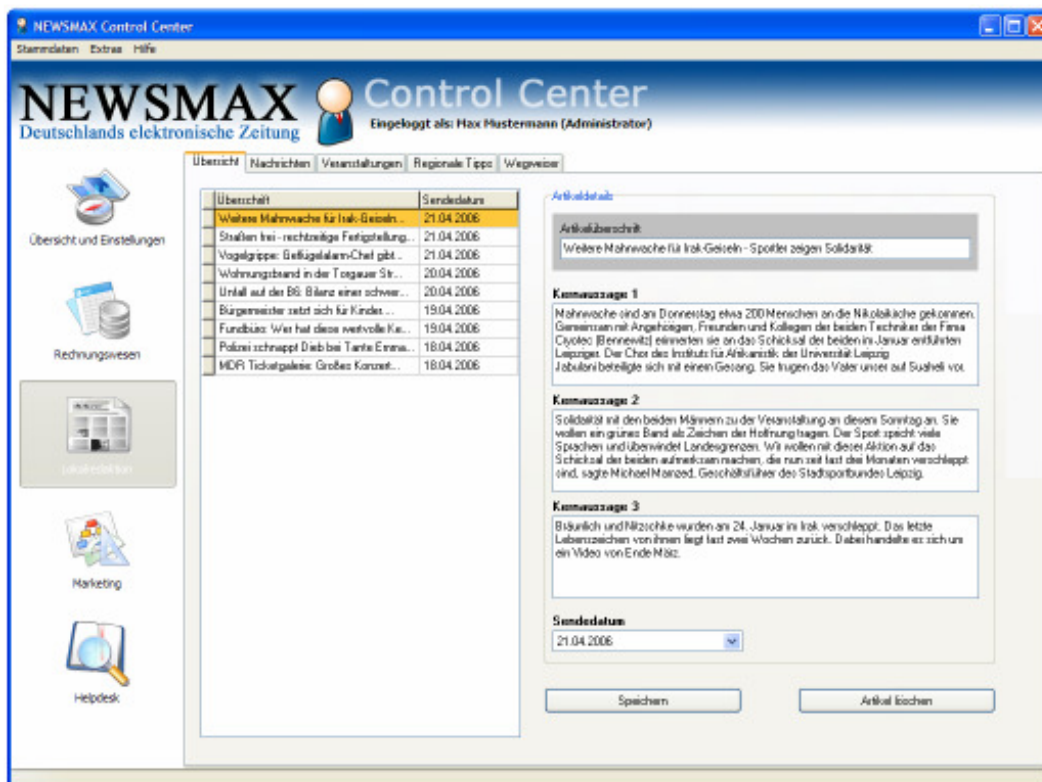 NEWSMAX Control Center
Stammdaten Extras Hilfe
NEWSMAX
Deutschlands elektronische Zeitung
Control Center
Eingeloggt als: Max Mustermann (Administrator)
Übersicht Nachrichten Veranstaltungen Regionale Tipps Wegweiser
Übersicht und Einstellungen
Rechnungswesen
Lokalredaktion
Marketing
Helpdesk
Überschrift Sendedatum
Weitere Mahnwache für Irak-Geiseln... 21.04.2006
Straßen frei - rechtzeitige Fertigstellung... 21.04.2006
Vogelgrippe: Geflügelalarm-Chef gibt... 21.04.2006
Wohnungsbrand in der Torgauer Str... 20.04.2006
Unfall auf der B6: Bilanz einer schwer... 20.04.2006
Bürgermeister setzt sich für Kinder... 19.04.2006
Fundbüro: Wer hat diese wertvolle Ke... 19.04.2006
Polizei schnappt Dieb bei Tante Emma... 18.04.2006
MDR Ticketgalerie: Großes Konzert... 18.04.2006
Artikeldetails
Artikelüberschrift
Weitere Mahnwache für Irak-Geiseln - Sportler zeigen Solidarität
Kernaussage 1
Mahnwache sind am Donnerstag etwa 200 Menschen an die Nikolaikirche gekommen.
Gemeinsam mit Angehörigen, Freunden und Kollegen der beiden Techniker der Firma
Cryotec (Bennewitz) erinnerten sie an das Schicksal der beiden im Januar entführten
Leipziger. Der Chor des Instituts für Afrikanistik der Universität Leipzig
Jabulani beteiligte sich mit einem Gesang. Sie trugen das Vater unser auf Suaheli vor.
Kernaussage 2
Solidarität mit den beiden Männern zu der Veranstaltung an diesem Sonntag an. Sie
wollen ein grünes Band als Zeichen der Hoffnung tragen. Der Sport spricht viele
Sprachen und überwindet Landesgrenzen. Wir wollen mit dieser Aktion auf das
Schicksal der beiden aufmerksam machen, die nun seit fast drei Monaten verschleppt
sind, sagte Michael Geschäftsführer des Stadtsportbundes Leipzig.
Kernaussage 3
Bräunlich und Nitzschke wurden am 24. Januar im Irak verschleppt. Das letzte
Lebenszeichen von ihnen liegt fast zwei Wochen zurück. Dabei handelte es sich um
ein Video von Ende März.
Sendedatum
21.04.2006
Speichern Artikel löschen